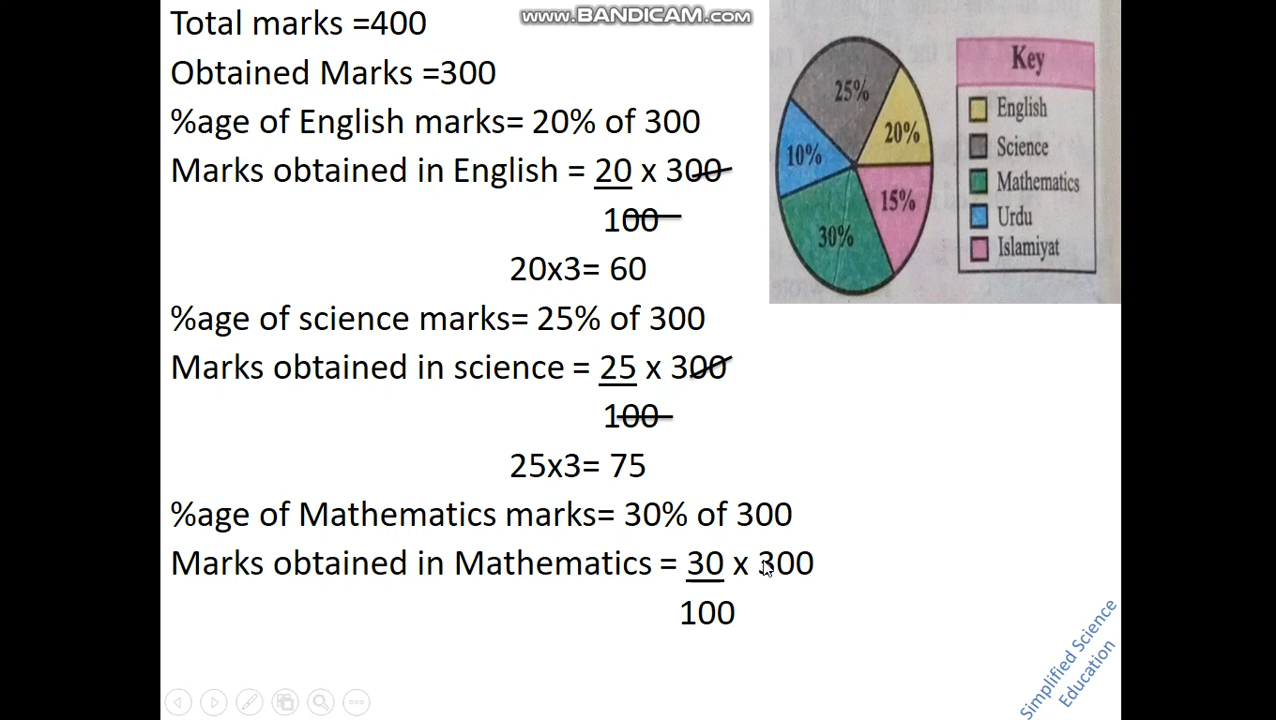 www.BANDICAM.com
Total marks =400
Obtained Marks =300
%age of English marks= 20% of 300
Marks obtained in English = 20 x 300
100
20x3= 60
%age of science marks= 25% of 300
Marks obtained in science = 25 x 300
100
25x3= 75
%age of Mathematics marks= 30% of 300
Marks obtained in Mathematics = 30 x 300
100
25%
20%
10%
15%
30%
Key
English
Science
Mathematics
Urdu
Islamiyat
Simplified Science
Education